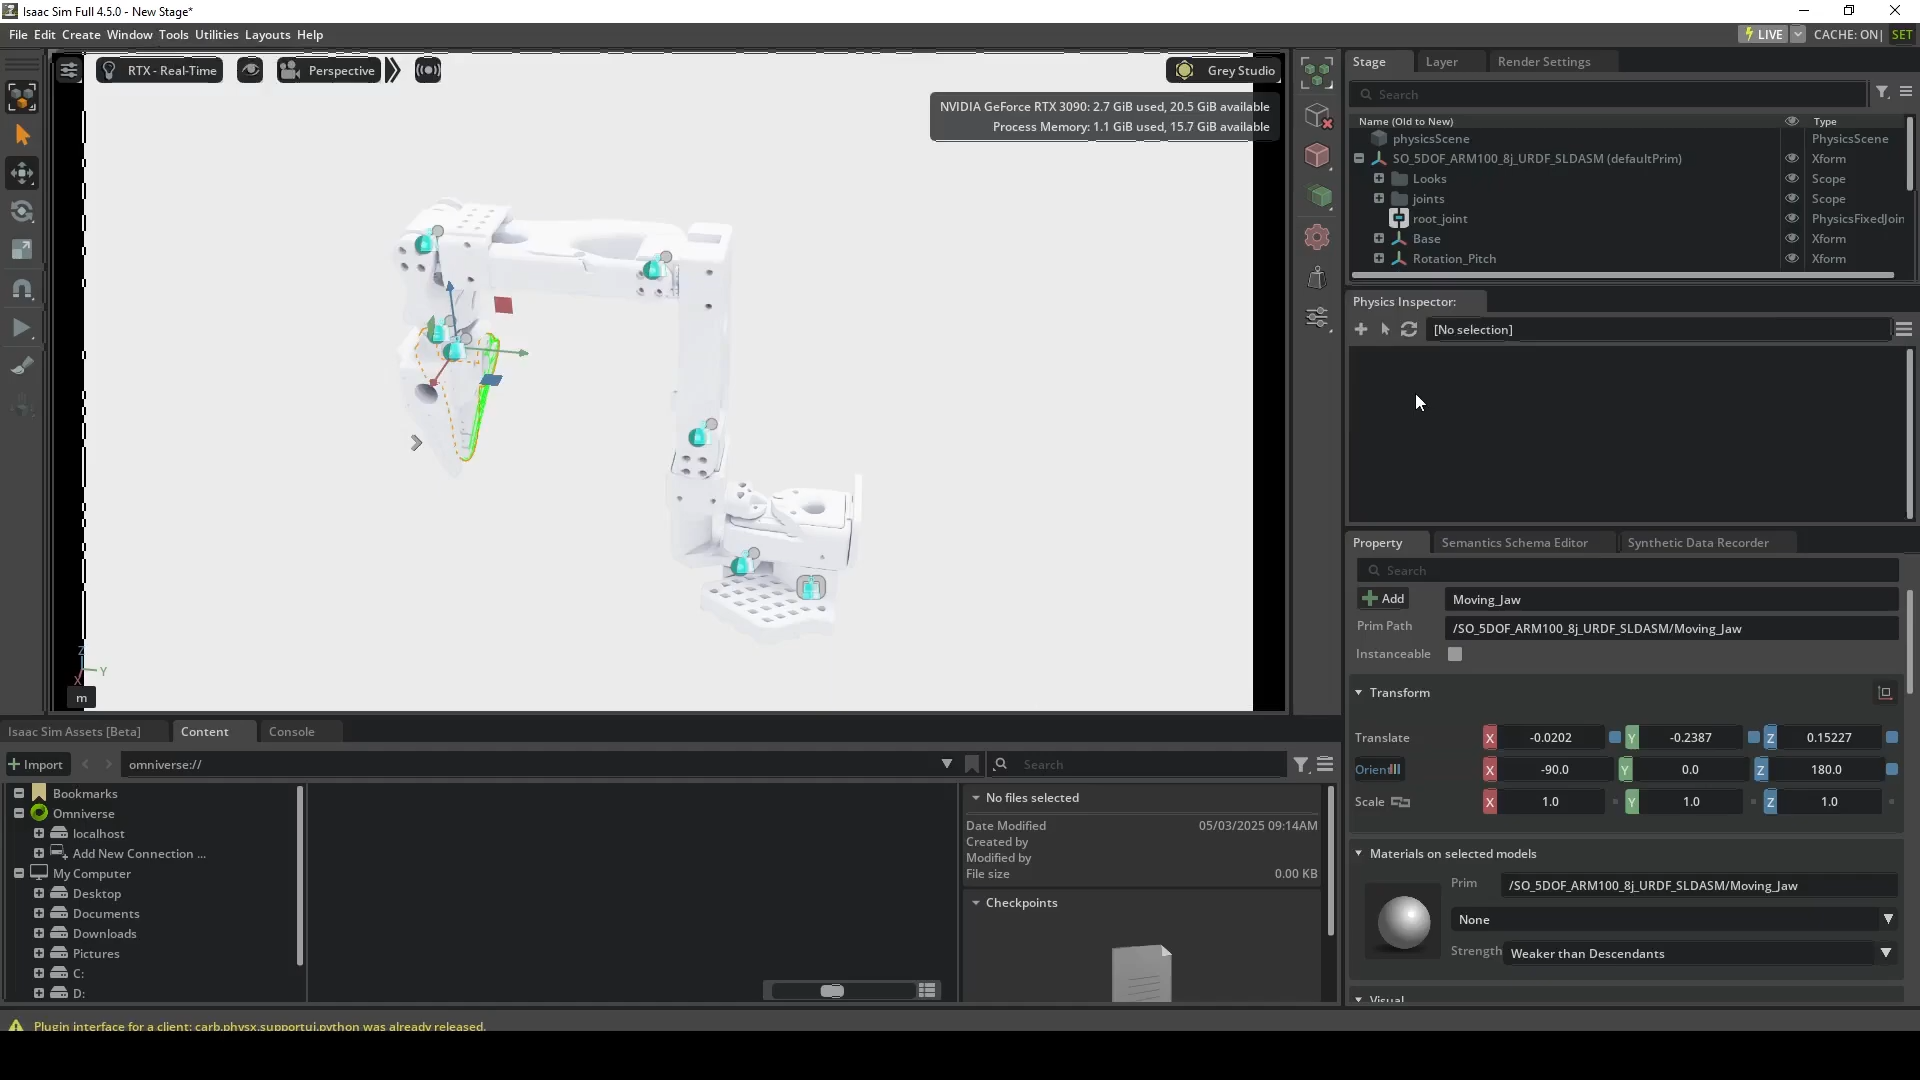 Isaac Sim Full 4.5.0 - New Stage*
File Edit Create Window Tools Utilities Layouts Help
LIVE CACHE: ON| SET
RTX - Real-Time
Perspective
Grey Studio
NVIDIA GeForce RTX 3090: 2.7 GiB used, 20.5 GiB available
Process Memory: 1.1 GiB used, 15.7 GiB available
Z
Y
X
m
Stage Layer Render Settings
Search
Name (Old to New) Type
physicsScene PhysicsScene
SO_5DOF_ARM100_8j_URDF_SLDASM (defaultPrim) Xform
Looks Scope
joints Scope
root_joint PhysicsFixedJoin
Base Xform
Rotation_Pitch Xform
Physics Inspector:
[No selection]
Property Semantics Schema Editor Synthetic Data Recorder
Search
Add Moving_Jaw
Prim Path /SO_5DOF_ARM100_8j_URDF_SLDASM/Moving_Jaw
Instanceable
Transform
Translate X -0.0202 Y -0.2387 Z 0.15227
Orient X -90.0 Y 0.0 Z 180.0
Scale X 1.0 Y 1.0 Z 1.0
Materials on selected models
Prim /SO_5DOF_ARM100_8j_URDF_SLDASM/Moving_Jaw
None
Strength Weaker than Descendants
Visual
Isaac Sim Assets [Beta] Content Console
Import omniverse:// Search
Bookmarks
Omniverse
localhost
Add New Connection ...
My Computer
Desktop
Documents
Downloads
Pictures
C:
D:
No files selected
Date Modified 05/03/2025 09:14AM
Created by
Modified by
File size 0.00 KB
Checkpoints
Plugin interface for a client: carb.physx.supportui.python was already released.